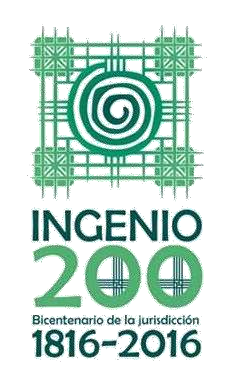 INGENIO
200
Bicentenario de la jurisdicción
1816-2016